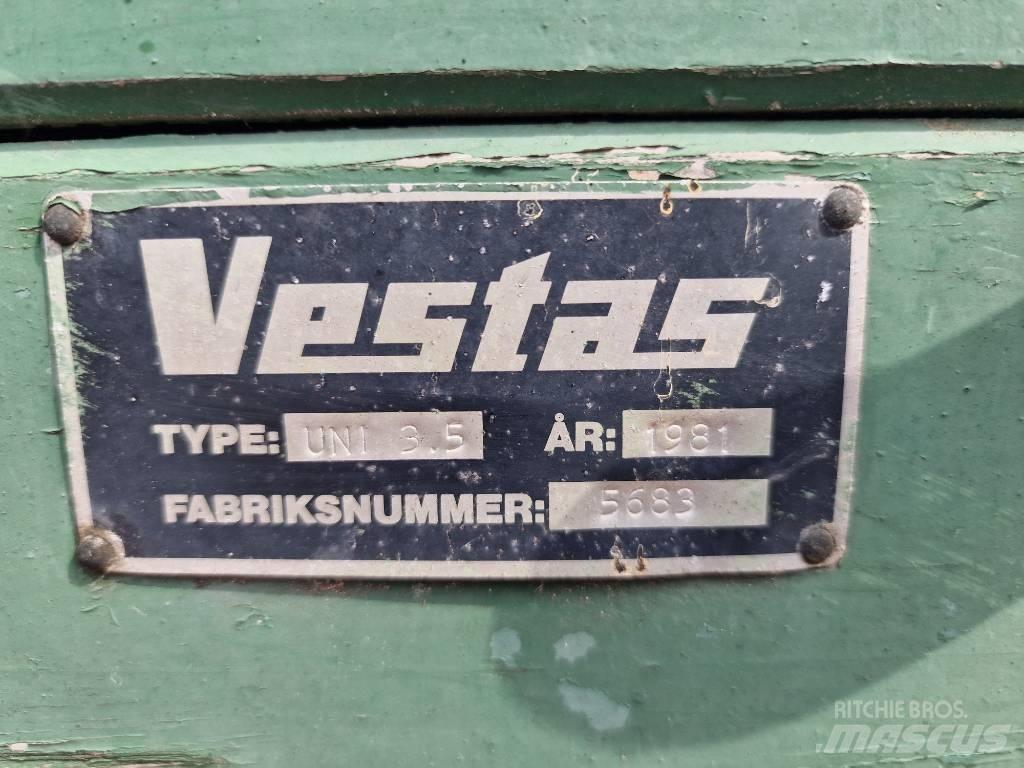 Vestas
TYPE: UNI 3.5 ÅR: 1981
FABRIKSNUMMER: 5683
RITCHIE BROS.
MASCUS